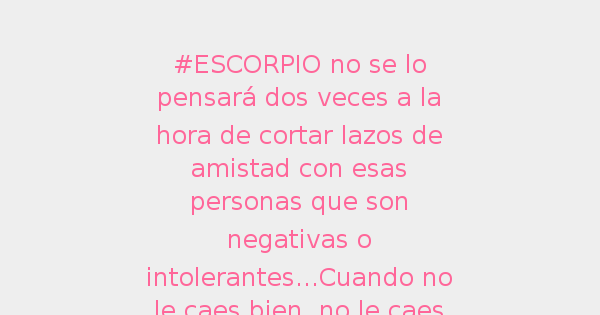 #ESCORPIO no se lo
pensará dos veces a la
hora de cortar lazos de
amistad con esas
personas que son
negativas o
intolerantes...Cuando no
le caes bien, no le caes